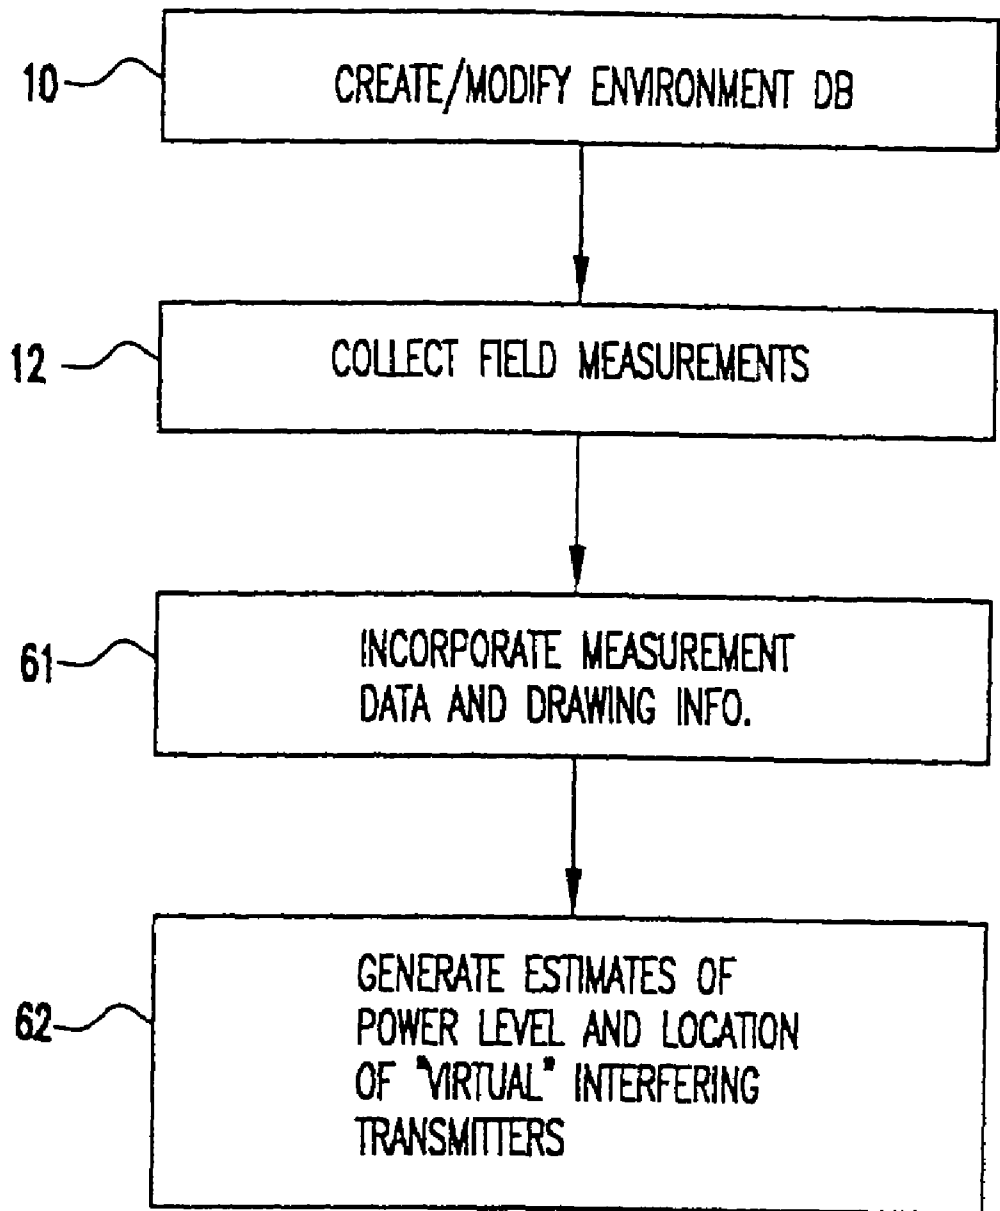 10
CREATE/MODIFY ENVIRONMENT DB
12
COLLECT FIELD MEASUREMENTS
61
INCORPORATE MEASUREMENT
DATA AND DRAWING INFO.
62
GENERATE ESTIMATES OF
POWER LEVEL AND LOCATION
OF "VIRTUAL" INTERFERING
TRANSMITTERS